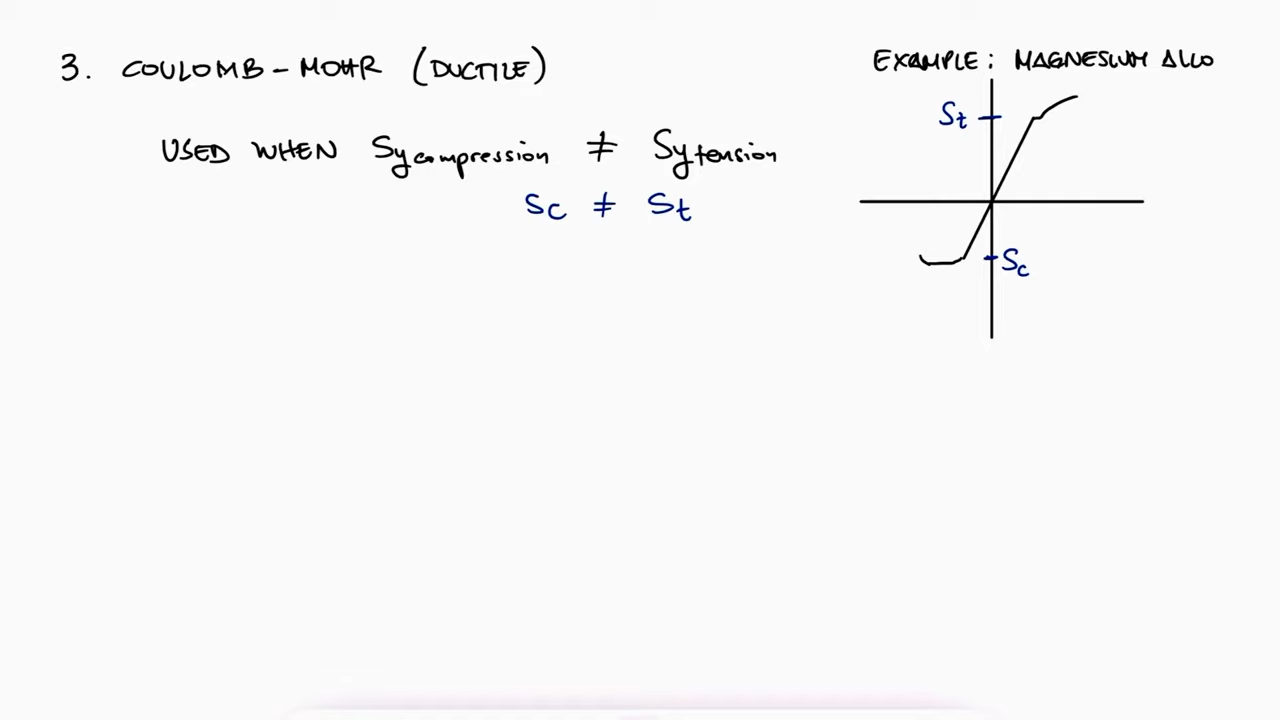 3. COULOMB-MOHR (DUCTILE)
EXAMPLE: MAGNESIUM ALLO
USED WHEN Sycompression ≠ Sytension
Sc ≠ St
St
Sc